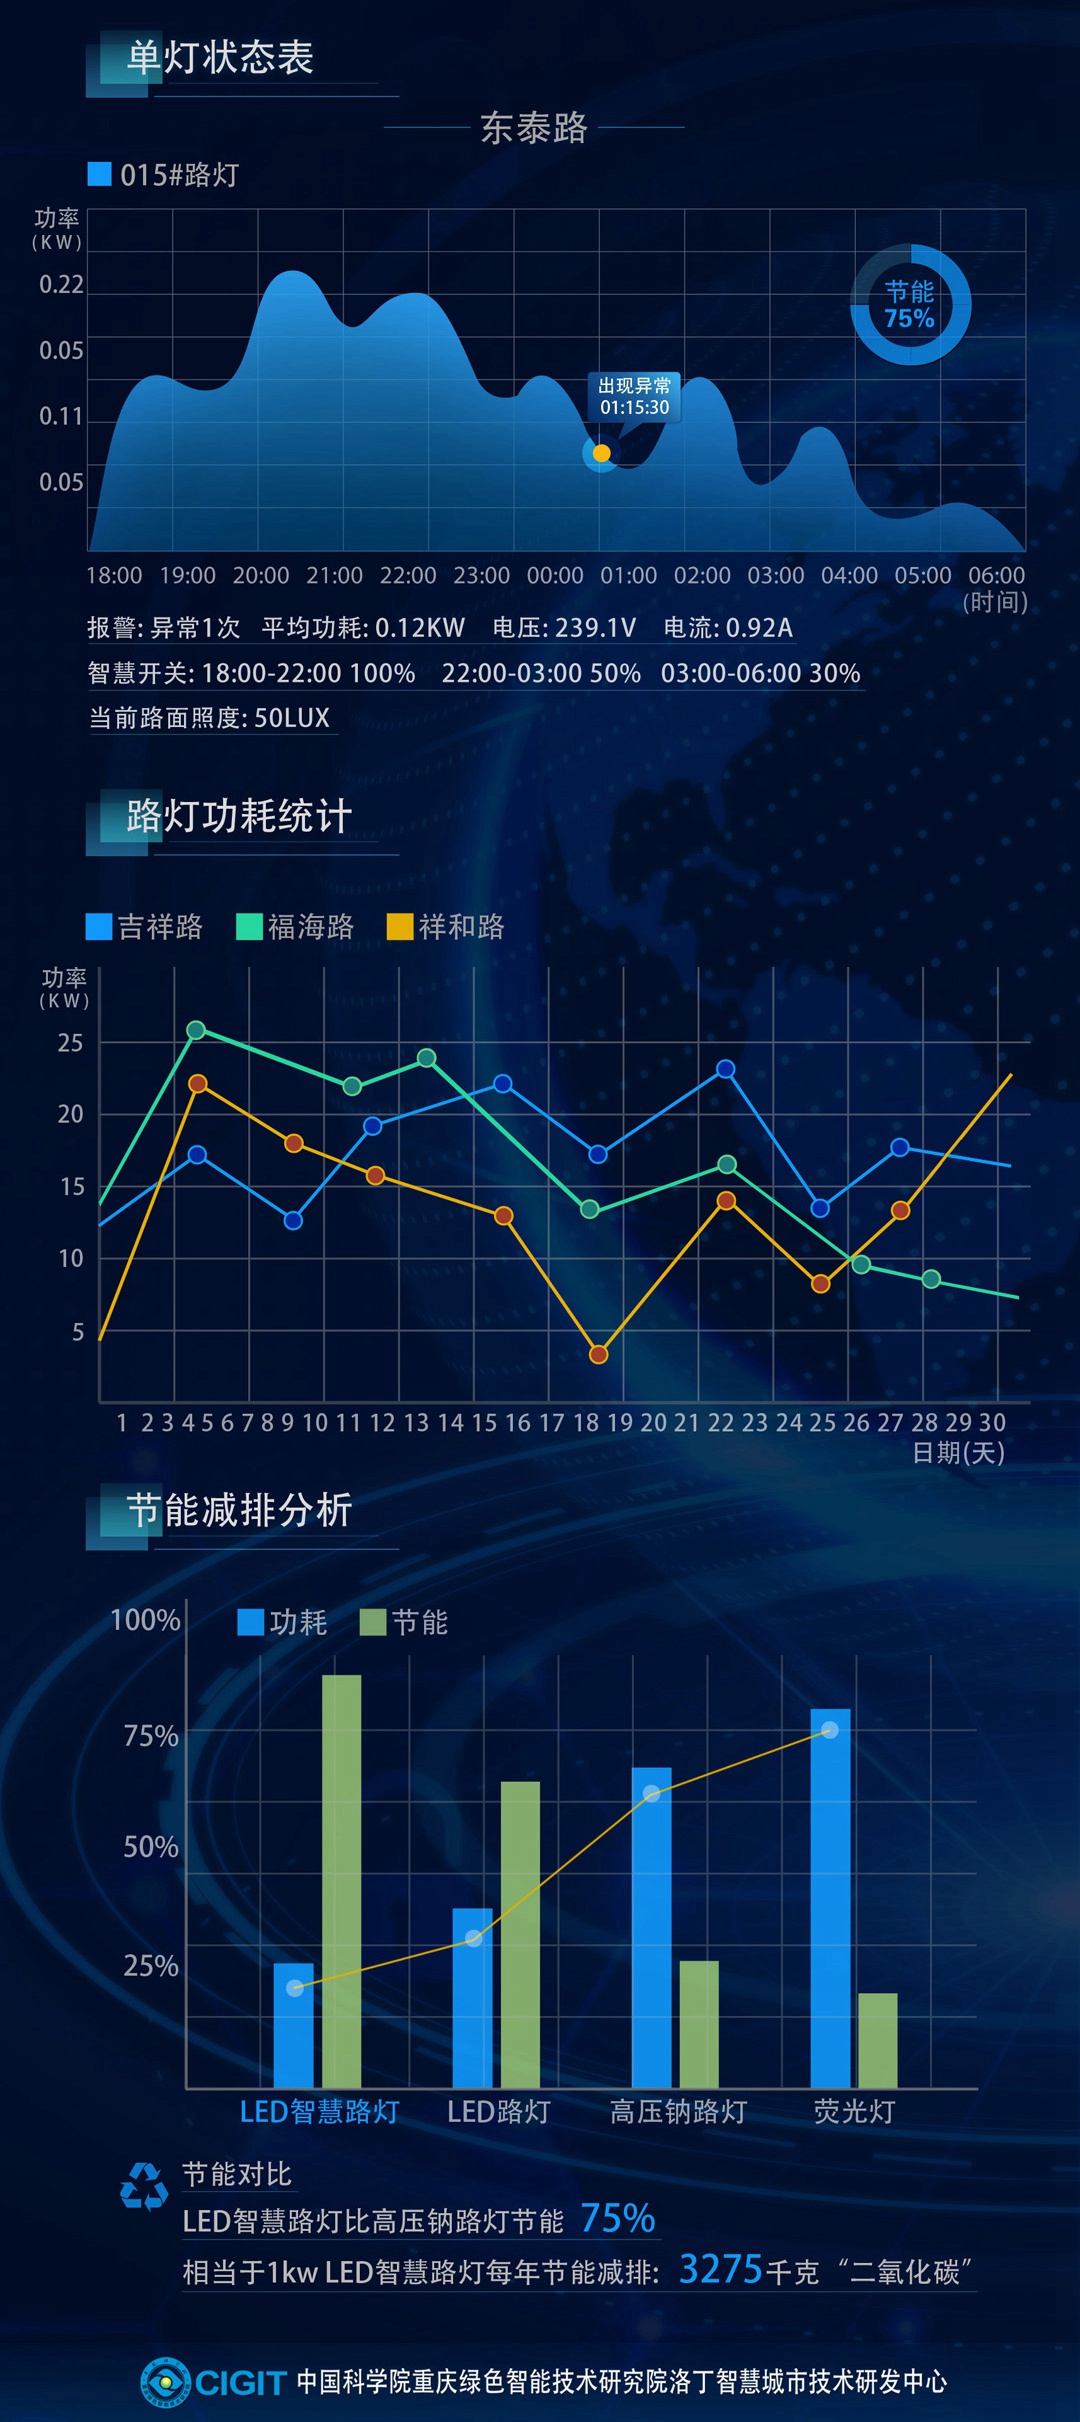 单灯状态表
东泰路
015#路灯
功率
(KW)
0.22
0.05
0.11
0.05
节能
75%
出现异常
01:15:30
18:00 19:00 20:00 21:00 22:00 23:00 00:00 01:00 02:00 03:00 04:00 05:00 06:00
(时间)
报警: 异常1次 平均功耗: 0.12KW 电压: 239.1V 电流: 0.92A
智慧开关: 18:00-22:00 100% 22:00-03:00 50% 03:00-06:00 30%
当前路面照度: 50LUX
路灯功耗统计
吉祥路 福海路 祥和路
功率
(KW)
25
20
15
10
5
1 2 3 4 5 6 7 8 9 10 11 12 13 14 15 16 17 18 19 20 21 22 23 24 25 26 27 28 29 30
日期(天)
节能减排分析
功耗 节能
100%
75%
50%
25%
LED智慧路灯 LED路灯 高压钠路灯 荧光灯
节能对比
LED智慧路灯比高压钠路灯节能 75%
相当于1kw LED智慧路灯每年节能减排: 3275千克“二氧化碳”
CIGIT 中国科学院重庆绿色智能技术研究院洛丁智慧城市技术研发中心